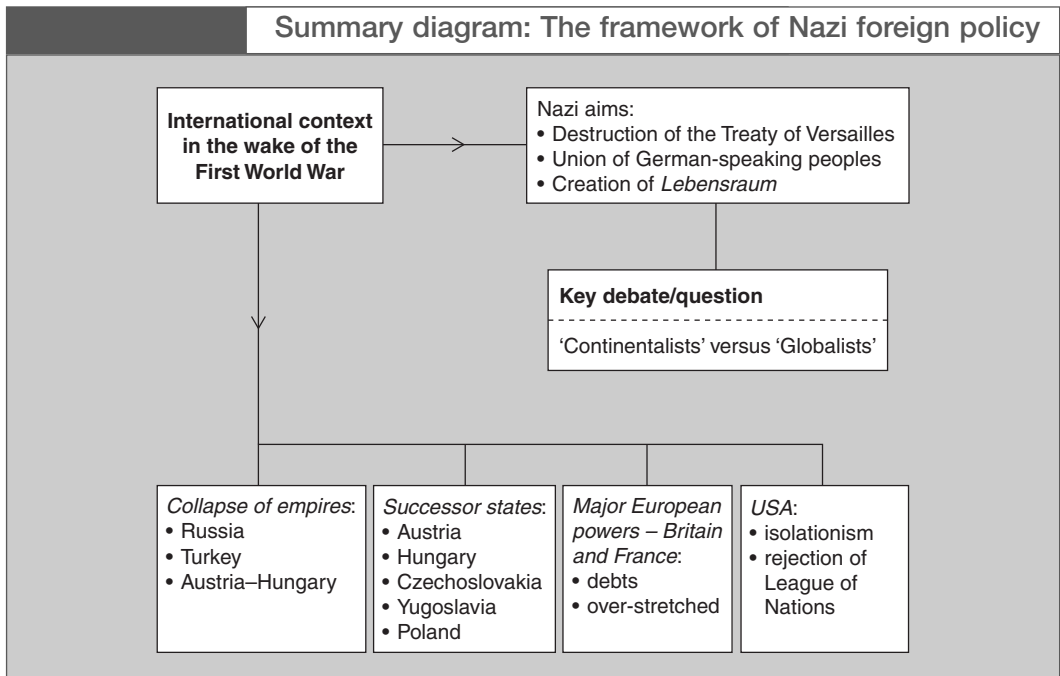 Summary diagram: The framework of Nazi foreign policy
International context
in the wake of the
First World War
Nazi aims:
• Destruction of the Treaty of Versailles
• Union of German-speaking peoples
• Creation of Lebensraum
Key debate/question
‘Continentalists’ versus ‘Globalists’
Collapse of empires:
• Russia
• Turkey
• Austria–Hungary
Successor states:
• Austria
• Hungary
• Czechoslovakia
• Yugoslavia
• Poland
Major European
powers – Britain
and France:
• debts
• over-stretched
USA:
• isolationism
• rejection of
League of
Nations